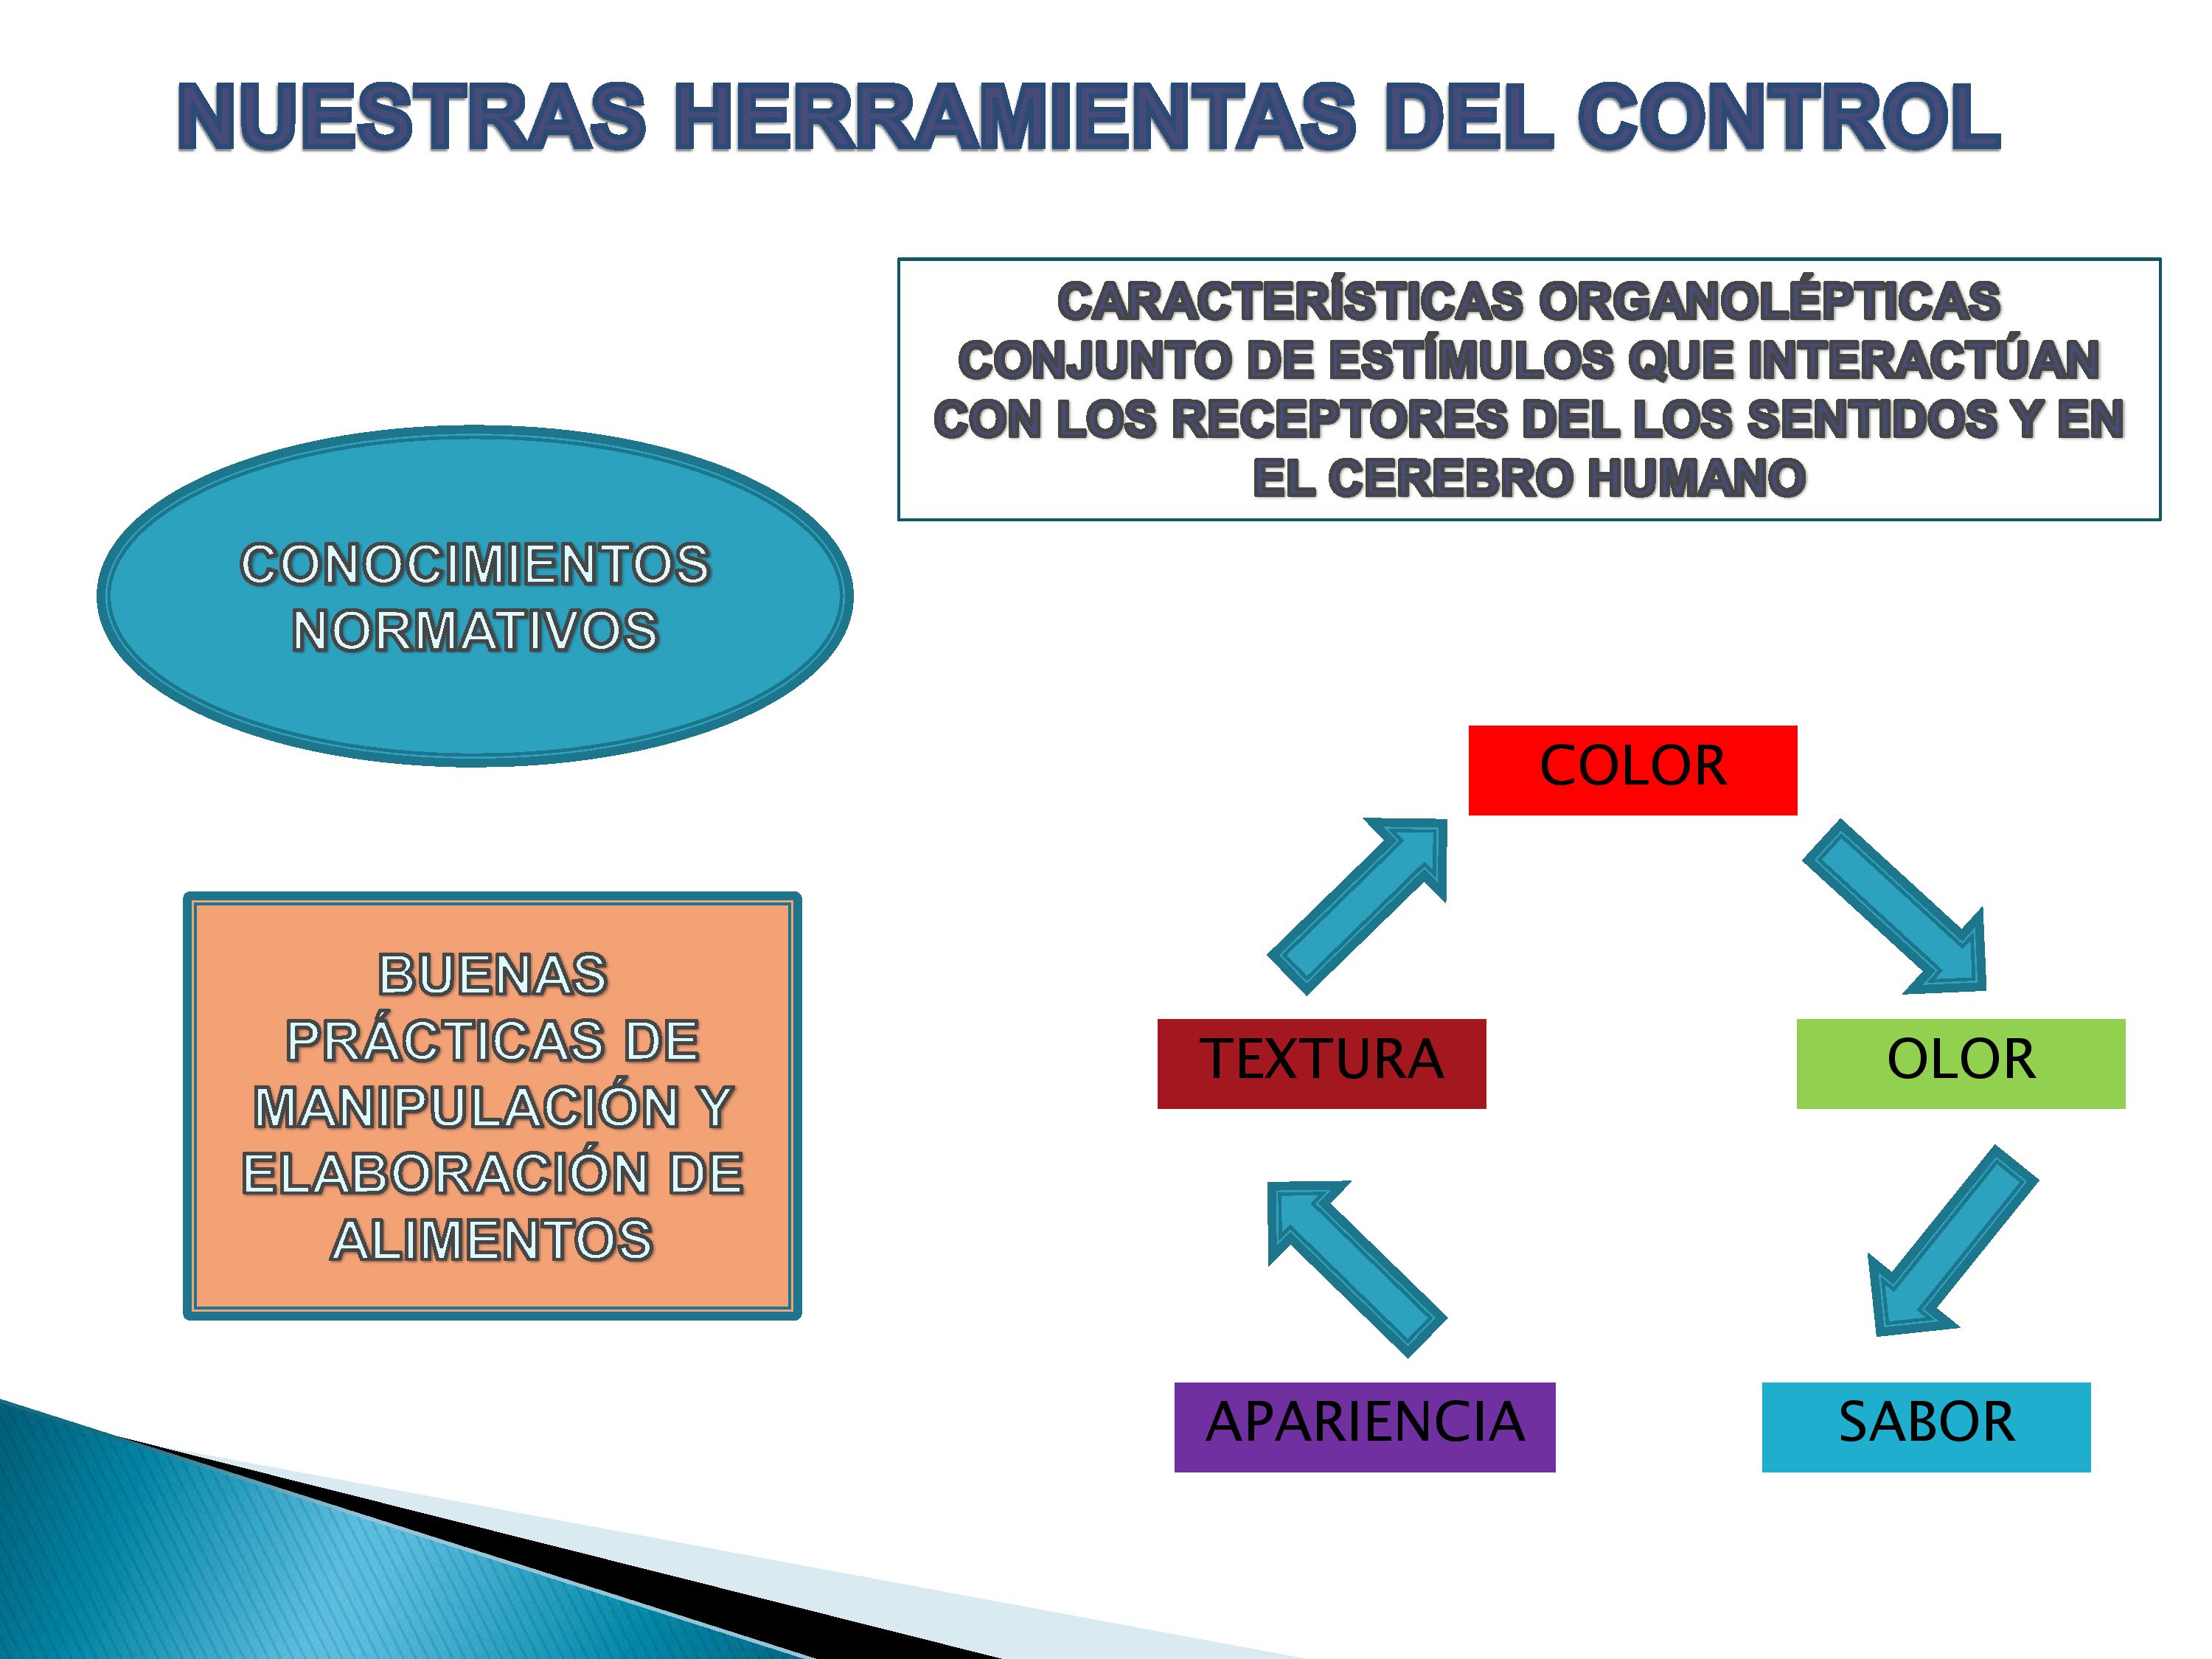 NUESTRAS HERRAMIENTAS DEL CONTROL
CARACTERÍSTICAS ORGANOLÉPTICAS
CONJUNTO DE ESTÍMULOS QUE INTERACTÚAN
CON LOS RECEPTORES DEL LOS SENTIDOS Y EN
EL CEREBRO HUMANO
CONOCIMIENTOS
NORMATIVOS
BUENAS
PRÁCTICAS DE
MANIPULACIÓN Y
ELABORACIÓN DE
ALIMENTOS
COLOR
TEXTURA
OLOR
APARIENCIA
SABOR